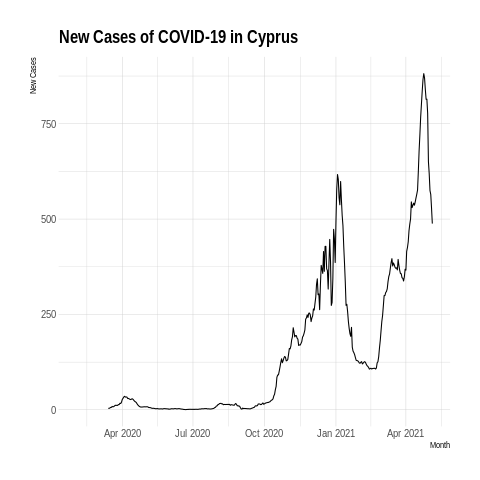 New Cases of COVID-19 in Cyprus
New Cases
750
500
250
0
Apr 2020 Jul 2020 Oct 2020 Jan 2021 Apr 2021
Month